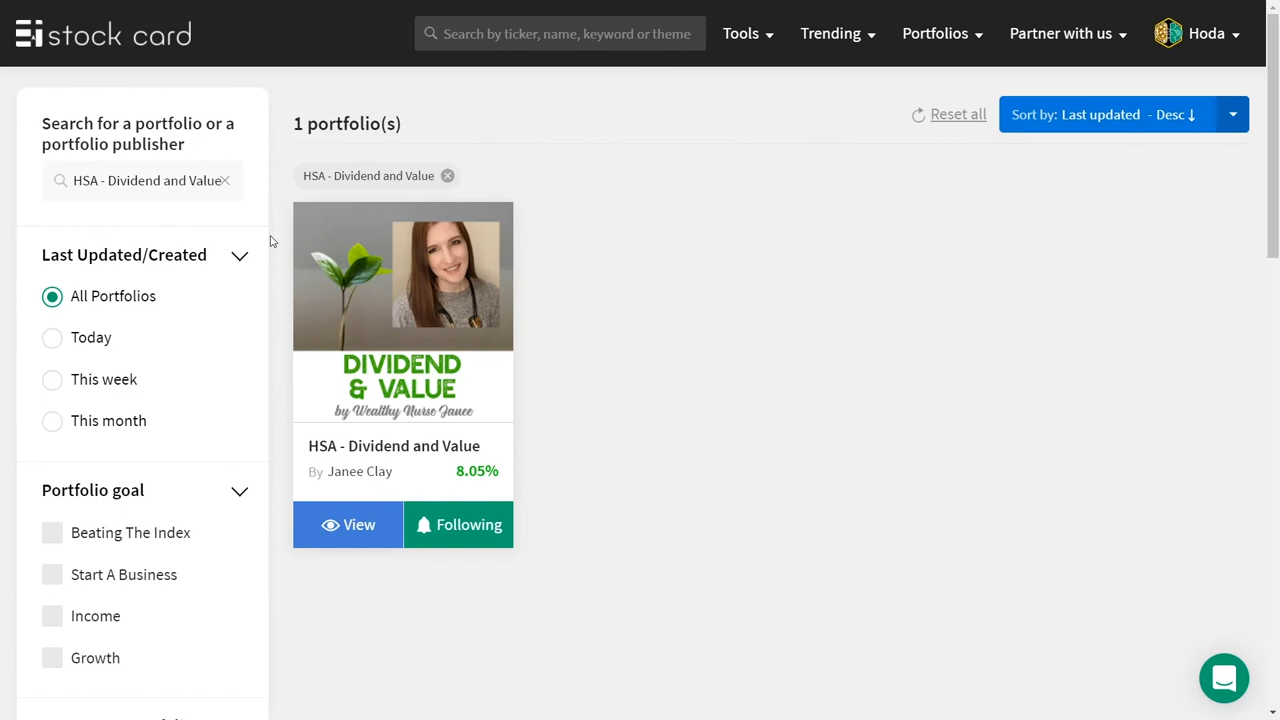 stock card
Search by ticker, name, keyword or theme
Tools
Trending
Portfolios
Partner with us
Hoda
Search for a portfolio or a
portfolio publisher
HSA - Dividend and Value
Last Updated/Created
All Portfolios
Today
This week
This month
Portfolio goal
Beating The Index
Start A Business
Income
Growth
1 portfolio(s)
Reset all
Sort by: Last updated - Desc ↓
HSA - Dividend and Value
DIVIDEND
& VALUE
by Wealthy Nurse Janee
HSA - Dividend and Value
By Janee Clay 8.05%
View
Following